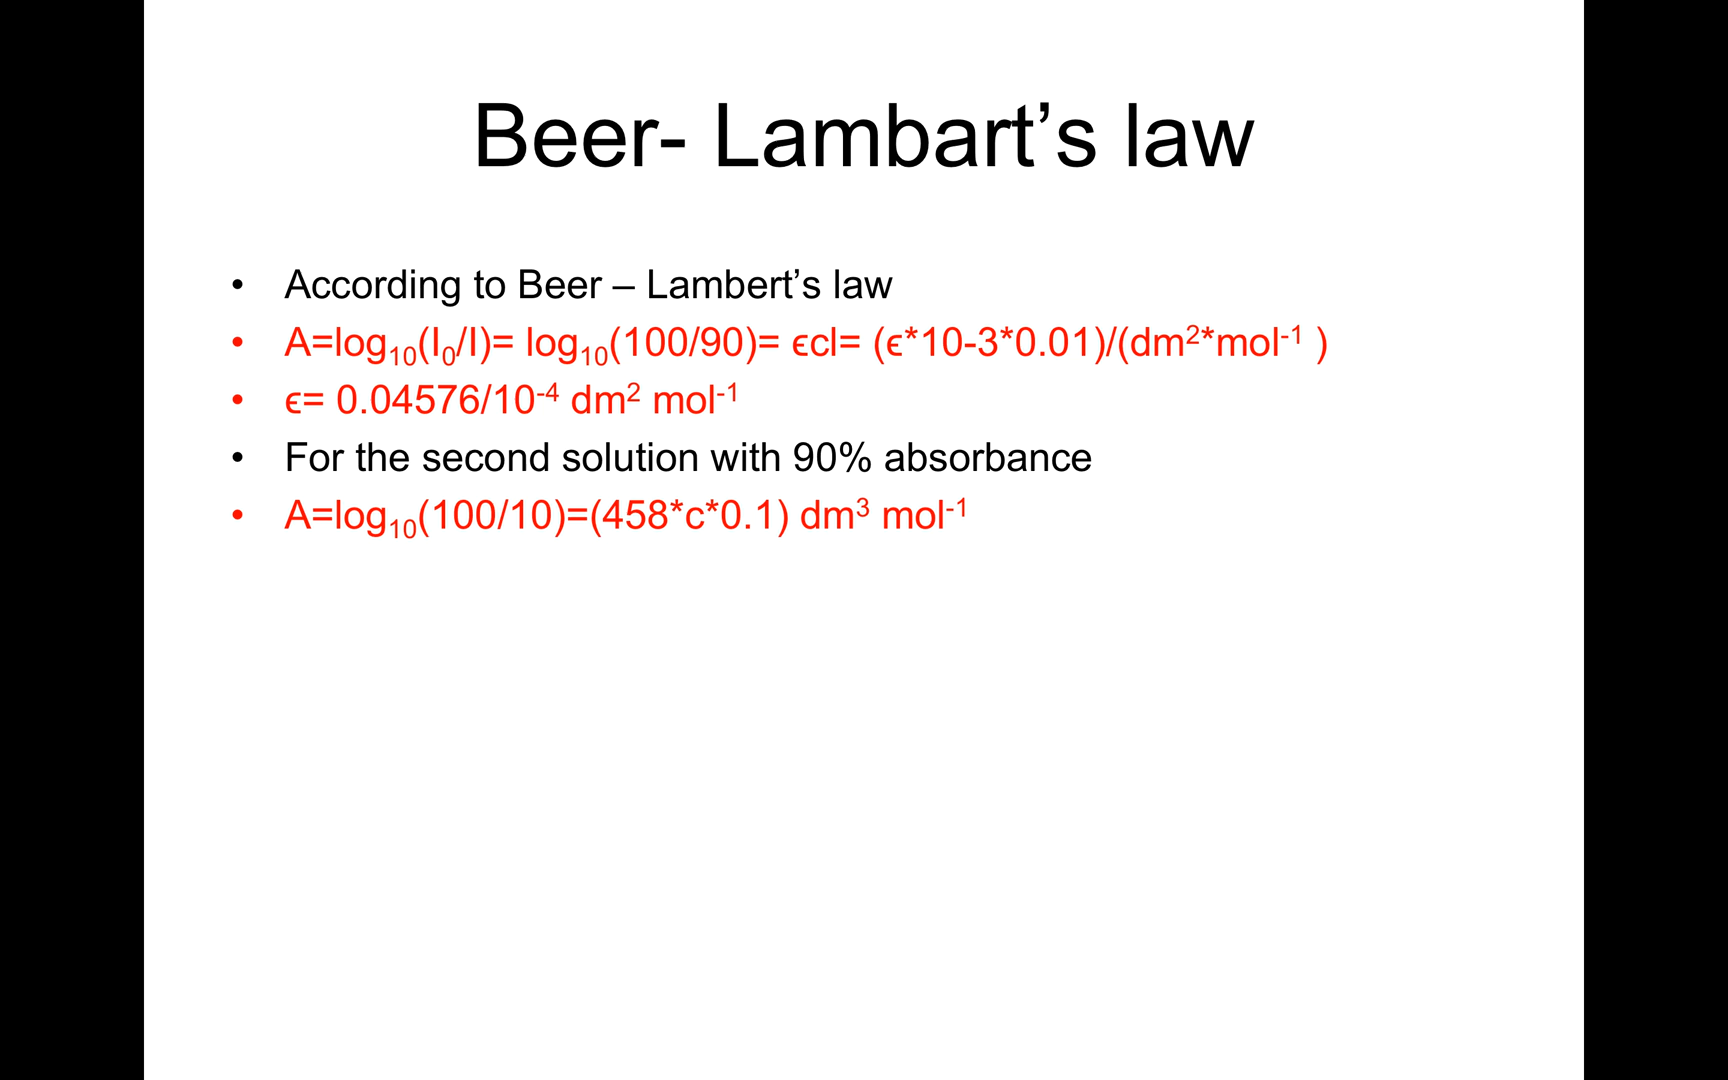 Beer- Lambart’s law
• According to Beer – Lambert’s law
• A=log₁₀(I₀/I)= log₁₀(100/90)= ϵcl= (ϵ*10-3*0.01)/(dm²*mol⁻¹ )
• ϵ= 0.04576/10⁻⁴ dm² mol⁻¹
• For the second solution with 90% absorbance
• A=log₁₀(100/10)=(458*c*0.1) dm³ mol⁻¹